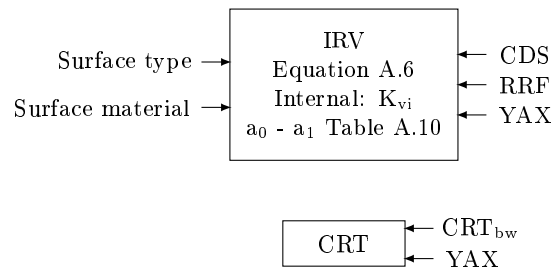 Surface type
Surface material
IRV
Equation A.6
Internal: K_vi
a_0 - a_1 Table A.10
CDS
RRF
YAX
CRT
CRT_bw
YAX